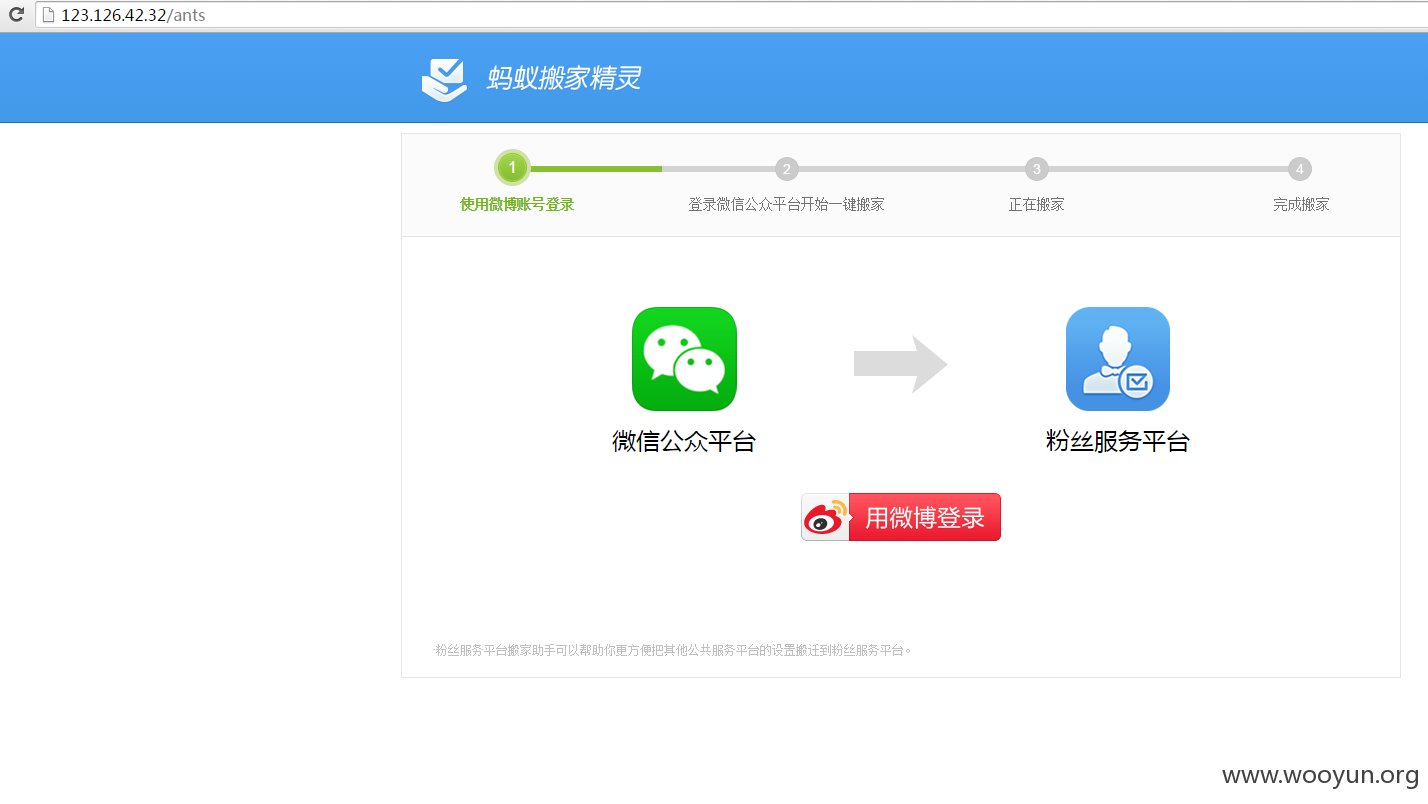 123.126.42.32/ants
蚂蚁搬家精灵
1
2
3
4
使用微博账号登录
登录微信公众平台开始一键搬家
正在搬家
完成搬家
微信公众平台
粉丝服务平台
用微博登录
·粉丝服务平台搬家助手可以帮助你更方便把其他公共服务平台的设置搬迁到粉丝服务平台。
www.wooyun.org